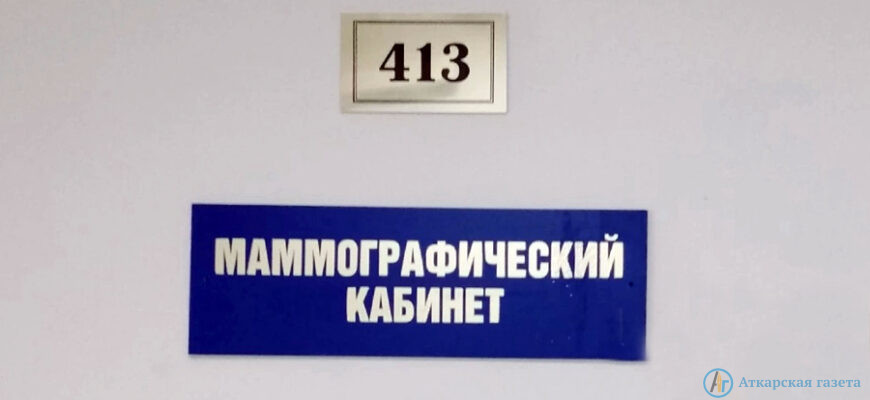 413
МАММОГРАФИЧЕСКИЙ
КАБИНЕТ
Аткарская газета